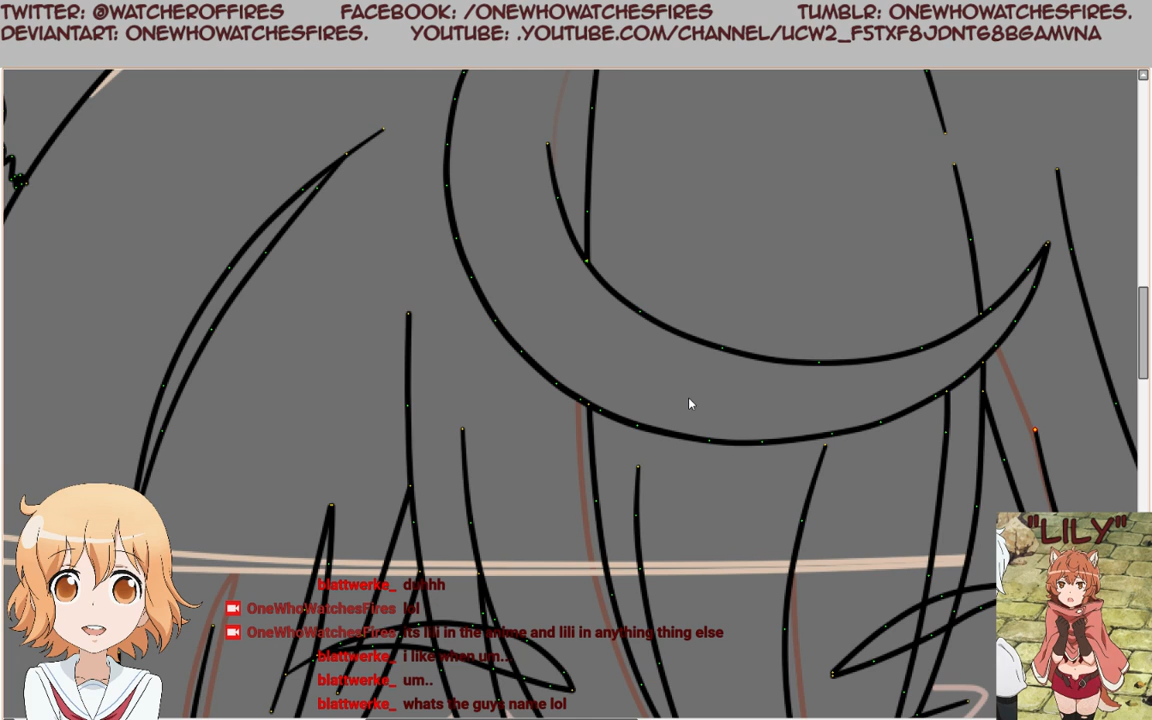 TWITTER: @WATCHEROFFIRES FACEBOOK: /ONEWHOWATCHESFIRES TUMBLR: ONEWHOWATCHESFIRES.
DEVIANTART: ONEWHOWATCHESFIRES. YOUTUBE: .YOUTUBE.COM/CHANNEL/UCW2_F5TXF8JDNTG8BGAMVNA
"LILY"
blattwerke_ duhhh
OneWhoWatchesFires lol
OneWhoWatchesFires its lili in the anime and lili in anything thing else
blattwerke_ i like when um..
blattwerke_ um..
blattwerke_ whats the guys name lol